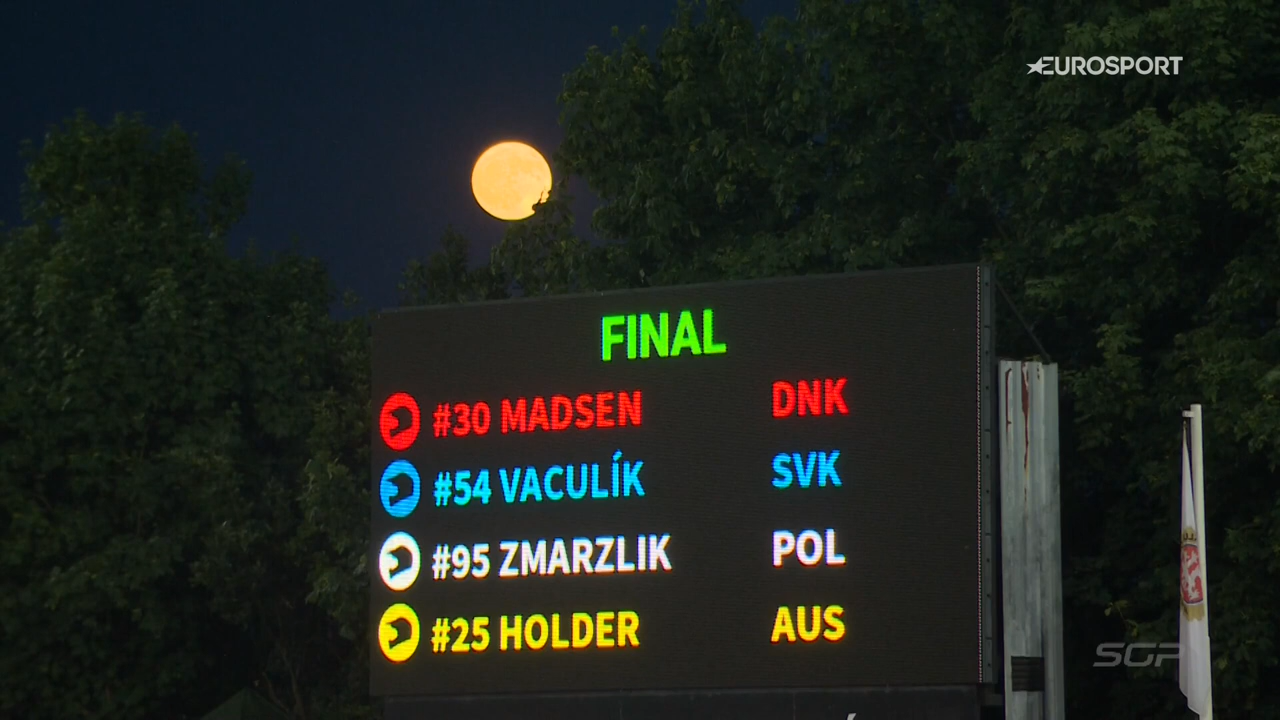 EUROSPORT
FINAL
#30 MADSEN DNK
#54 VACULÍK SVK
#95 ZMARZLIK POL
#25 HOLDER AUS
SGP